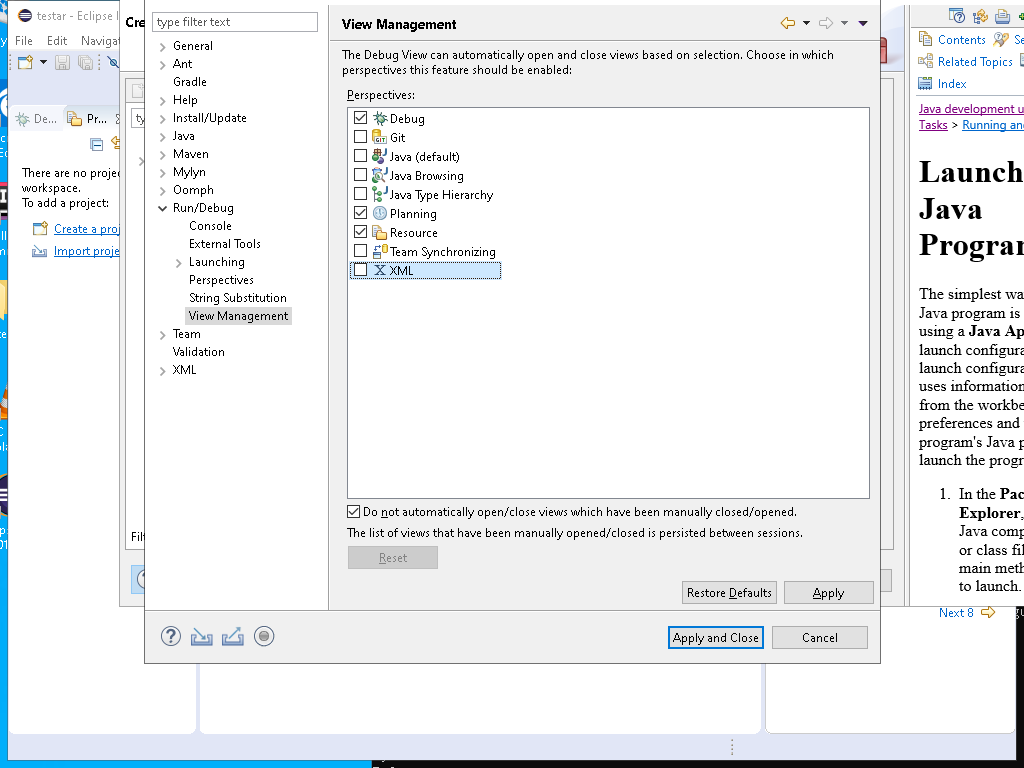 testar - Eclipse I
File Edit Navigat
De...
Pr...
There are no proje
workspace.
To add a project:
Create a proj
Import proje
Cre
ty
Filt
type filter text
General
Ant
Gradle
Help
Install/Update
Java
Maven
Mylyn
Oomph
Run/Debug
Console
External Tools
Launching
Perspectives
String Substitution
View Management
Team
Validation
XML
View Management
The Debug View can automatically open and close views based on selection. Choose in which
perspectives this feature should be enabled:
Perspectives:
Debug
Git
Java (default)
Java Browsing
Java Type Hierarchy
Planning
Resource
Team Synchronizing
XML
Do not automatically open/close views which have been manually closed/opened.
The list of views that have been manually opened/closed is persisted between sessions.
Reset
Restore Defaults Apply
Apply and Close Cancel
Contents Se
Related Topics
Index
Java development u
Tasks > Running and
Launch
Java
Program
The simplest wa
Java program is
using a Java Ap
launch configura
launch configura
uses information
from the workbe
preferences and
program's Java p
launch the progr
1. In the Pac
Explorer,
Java comp
or class fil
main meth
to launch.
Next 8